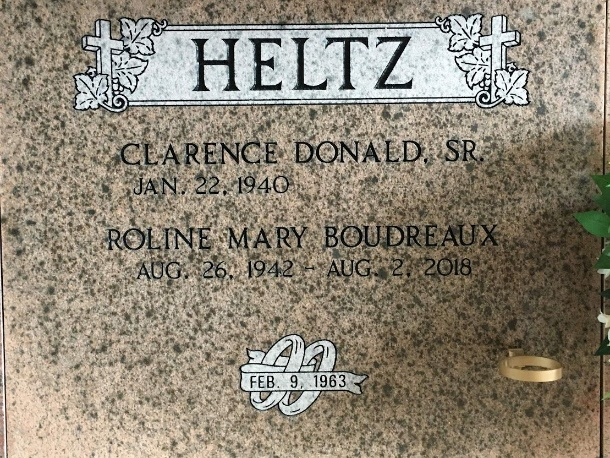 HELTZ
CLARENCE DONALD, SR.
JAN. 22, 1940
ROLINE MARY BOUDREAUX
AUG. 26, 1942 - AUG. 2, 2018
FEB. 9, 1963